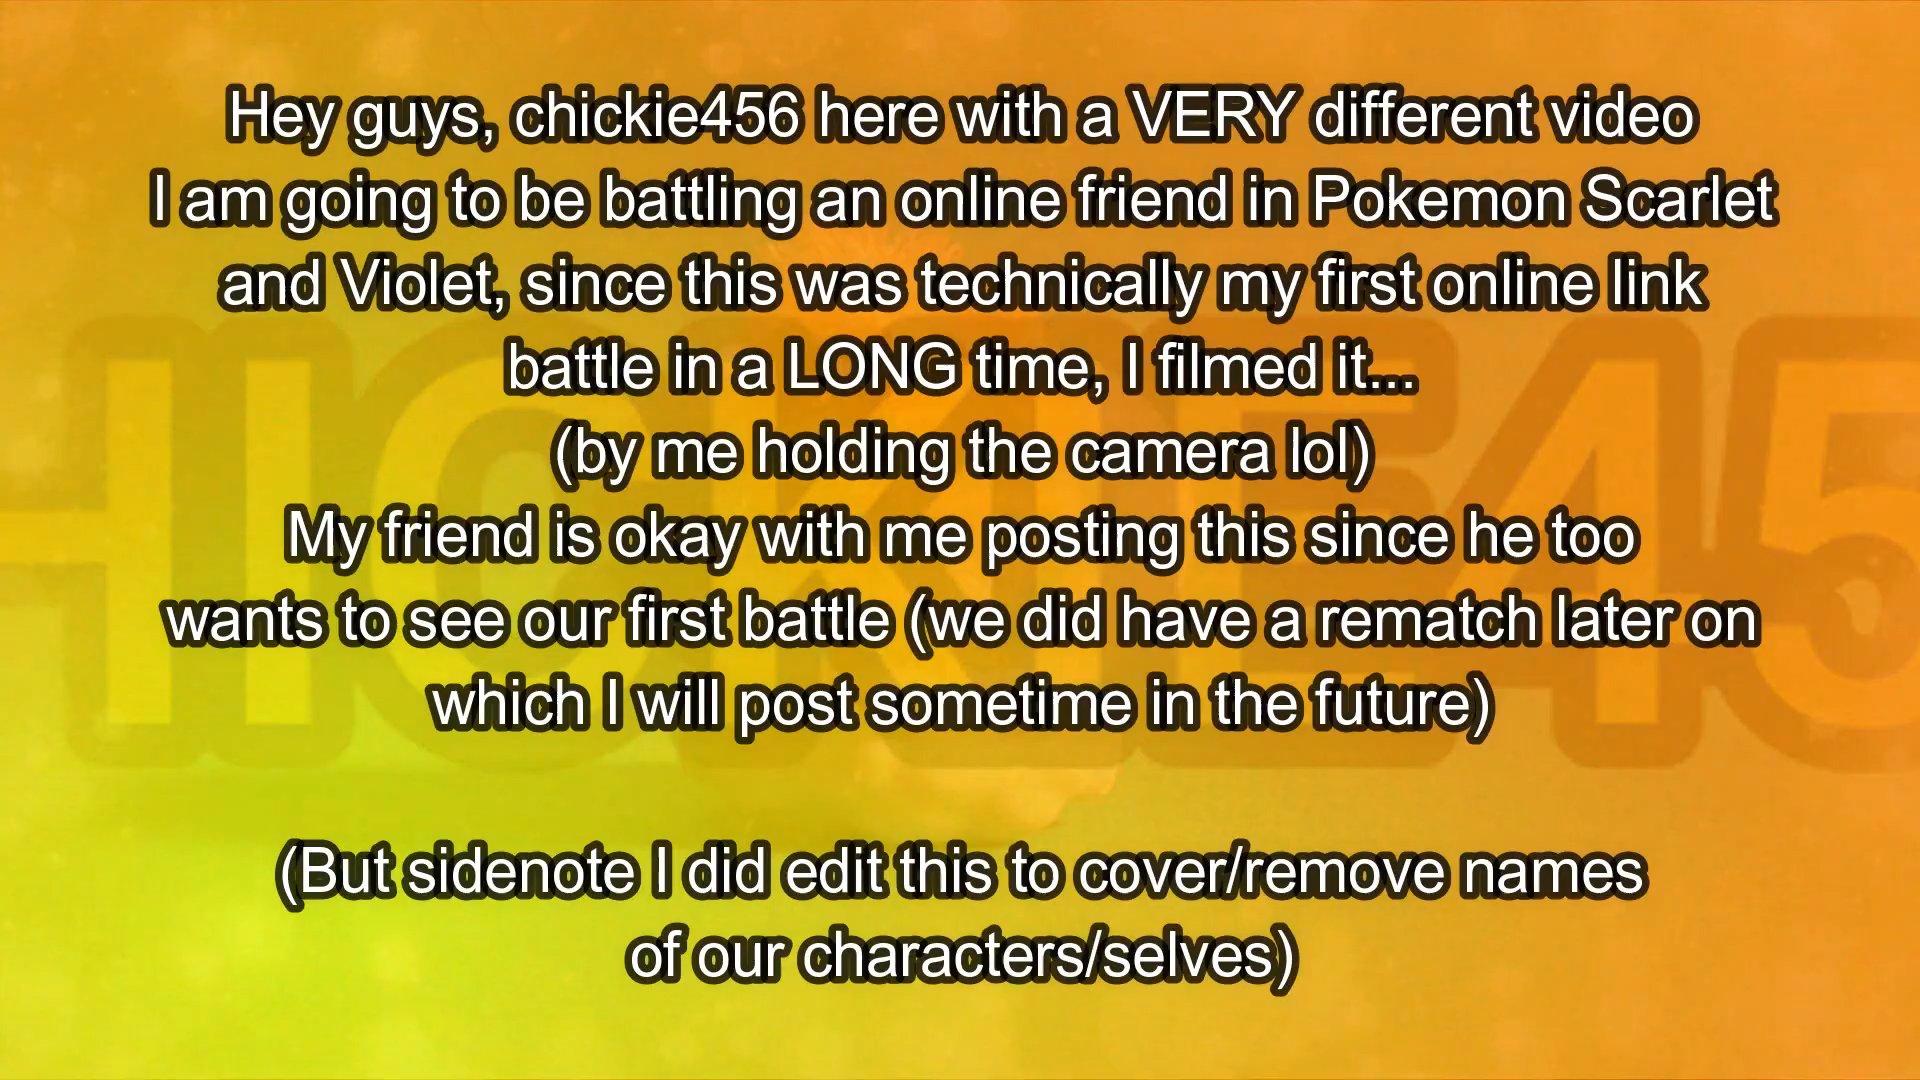 Hey guys, chickie456 here with a VERY different video
I am going to be battling an online friend in Pokemon Scarlet
and Violet, since this was technically my first online link
battle in a LONG time, I filmed it...
(by me holding the camera lol)
My friend is okay with me posting this since he too
wants to see our first battle (we did have a rematch later on
which I will post sometime in the future)
(But sidenote I did edit this to cover/remove names
of our characters/selves)
HICKIE45